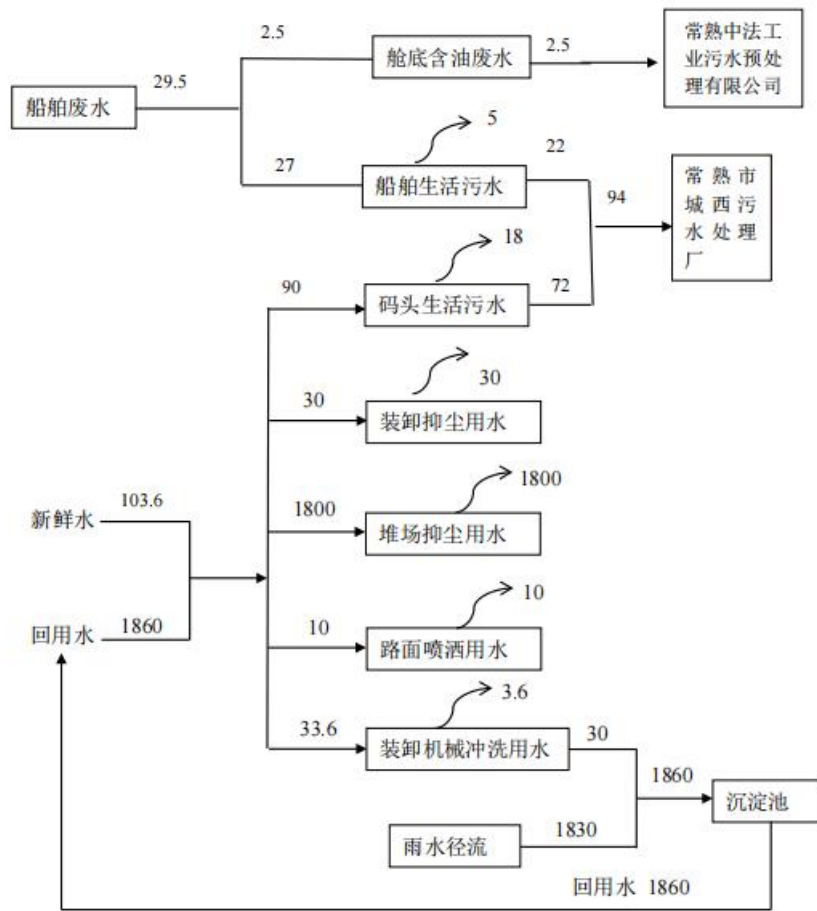 2.5
舱底含油废水
2.5
常熟中法工
业污水预处
理有限公司
船舶废水
29.5
5
27
船舶生活污水
22
94
常熟市
城西污
水处理
厂
18
90
码头生活污水
72
30
30
装卸抑尘用水
新鲜水
103.6
1800
1800
堆场抑尘用水
回用水
1860
10
10
路面喷洒用水
3.6
33.6
装卸机械冲洗用水
30
1860
沉淀池
雨水径流
1830
回用水 1860